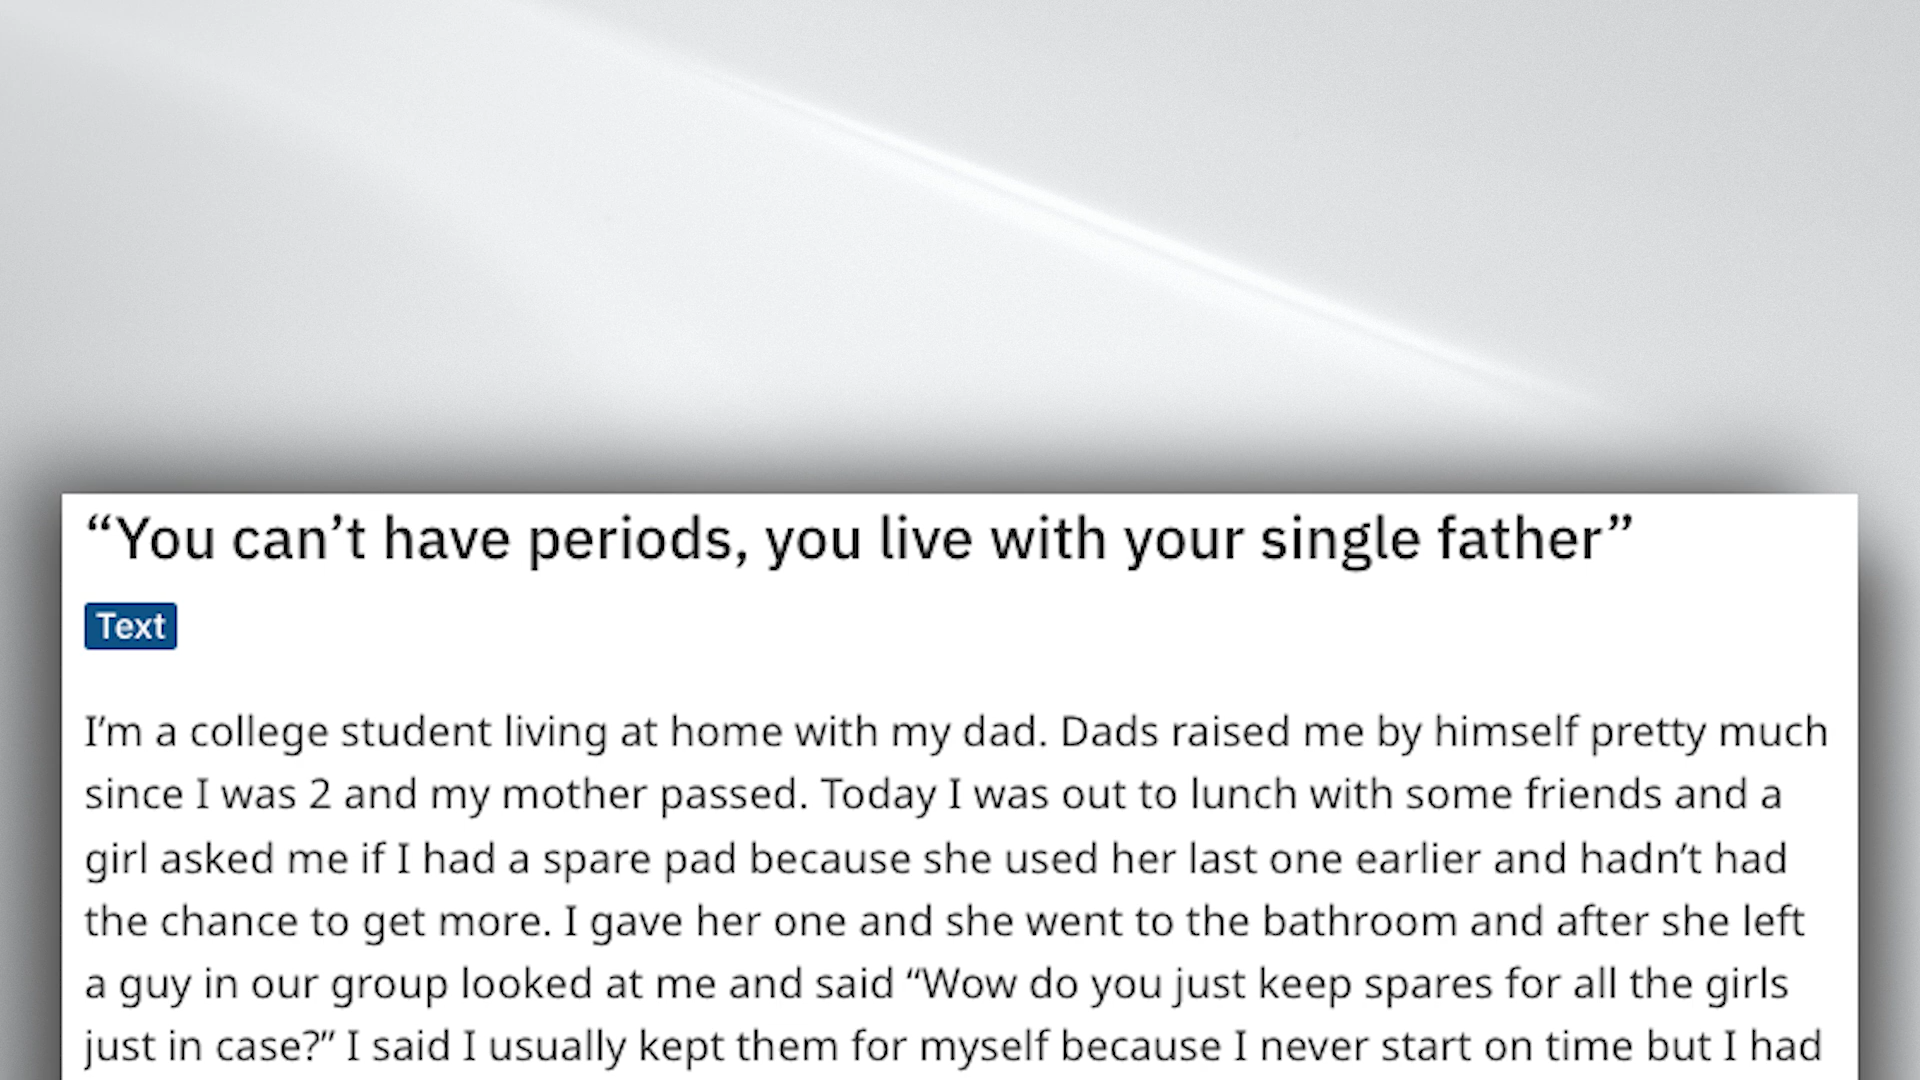 “You can’t have periods, you live with your single father”
Text
I’m a college student living at home with my dad. Dads raised me by himself pretty much
since I was 2 and my mother passed. Today I was out to lunch with some friends and a
girl asked me if I had a spare pad because she used her last one earlier and hadn’t had
the chance to get more. I gave her one and she went to the bathroom and after she left
a guy in our group looked at me and said “Wow do you just keep spares for all the girls
just in case?” I said I usually kept them for myself because I never start on time but I had